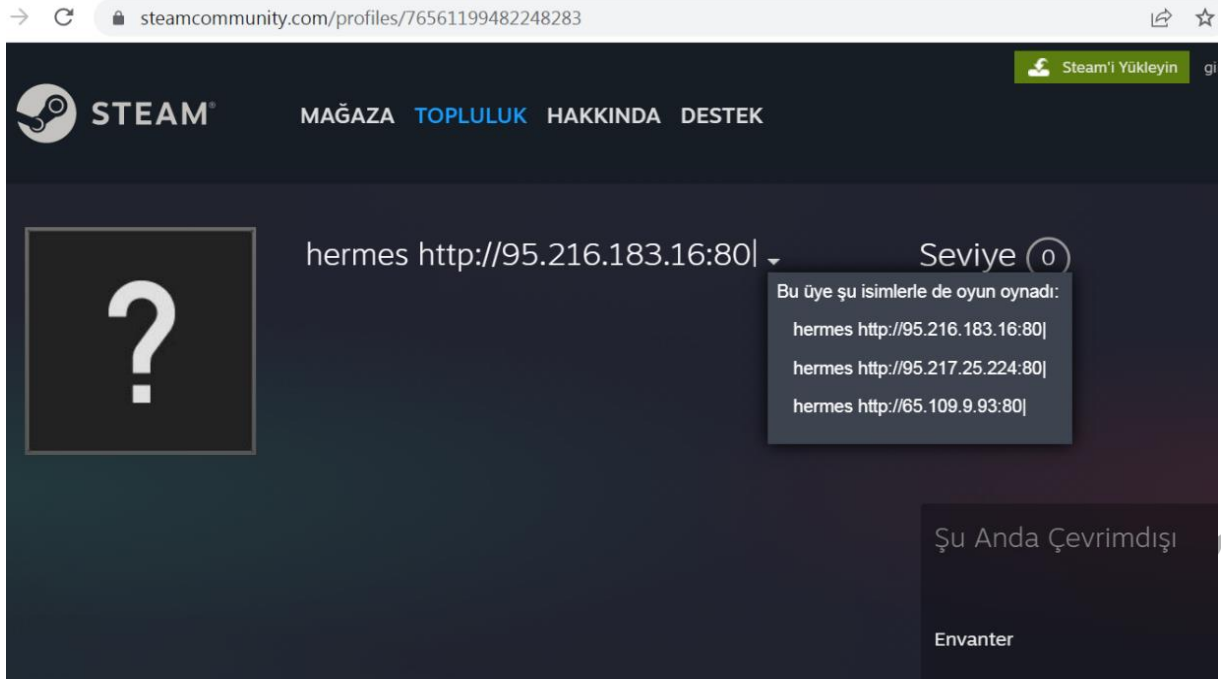 steamcommunity.com/profiles/76561199482248283
Steam'i Yükleyin gi
STEAM®
MAĞAZA TOPLULUK HAKKINDA DESTEK
hermes http://95.216.183.16:80|
Seviye 0
Bu üye şu isimlerle de oyun oynadı:
hermes http://95.216.183.16:80|
hermes http://95.217.25.224:80|
hermes http://65.109.9.93:80|
?
Şu Anda Çevrimdışı
Envanter